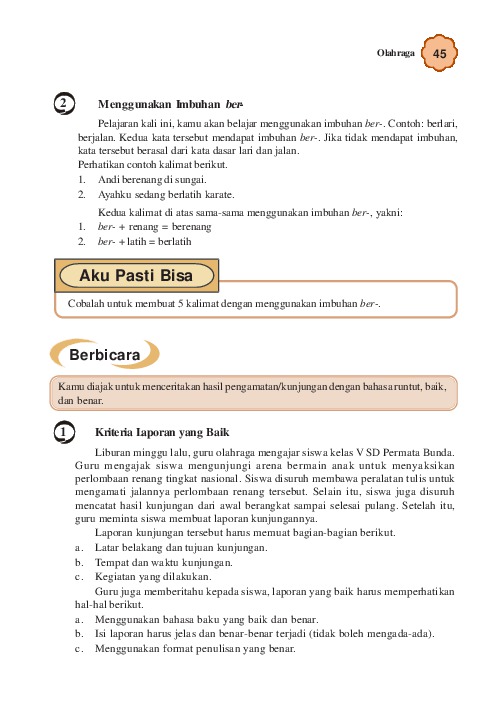 Olahraga
45
2
Menggunakan Imbuhan ber-
Pelajaran kali ini, kamu akan belajar menggunakan imbuhan ber-. Contoh: berlari,
berjalan. Kedua kata tersebut mendapat imbuhan ber-. Jika tidak mendapat imbuhan,
kata tersebut berasal dari kata dasar lari dan jalan.
Perhatikan contoh kalimat berikut.
1. Andi berenang di sungai.
2. Ayahku sedang berlatih karate.
Kedua kalimat di atas sama-sama menggunakan imbuhan ber-, yakni:
1. ber- + renang = berenang
2. ber- + latih = berlatih
Aku Pasti Bisa
Cobalah untuk membuat 5 kalimat dengan menggunakan imbuhan ber-.
Berbicara
Kamu diajak untuk menceritakan hasil pengamatan/kunjungan dengan bahasa runtut, baik,
dan benar.
1
Kriteria Laporan yang Baik
Liburan minggu lalu, guru olahraga mengajar siswa kelas V SD Permata Bunda.
Guru mengajak siswa mengunjungi arena bermain anak untuk menyaksikan
perlombaan renang tingkat nasional. Siswa disuruh membawa peralatan tulis untuk
mengamati jalannya perlombaan renang tersebut. Selain itu, siswa juga disuruh
mencatat hasil kunjungan dari awal berangkat sampai selesai pulang. Setelah itu,
guru meminta siswa membuat laporan kunjungannya.
Laporan kunjungan tersebut harus memuat bagian-bagian berikut.
a. Latar belakang dan tujuan kunjungan.
b. Tempat dan waktu kunjungan.
c. Kegiatan yang dilakukan.
Guru juga memberitahu kepada siswa, laporan yang baik harus memperhatikan
hal-hal berikut.
a. Menggunakan bahasa baku yang baik dan benar.
b. Isi laporan harus jelas dan benar-benar terjadi (tidak boleh mengada-ada).
c. Menggunakan format penulisan yang benar.